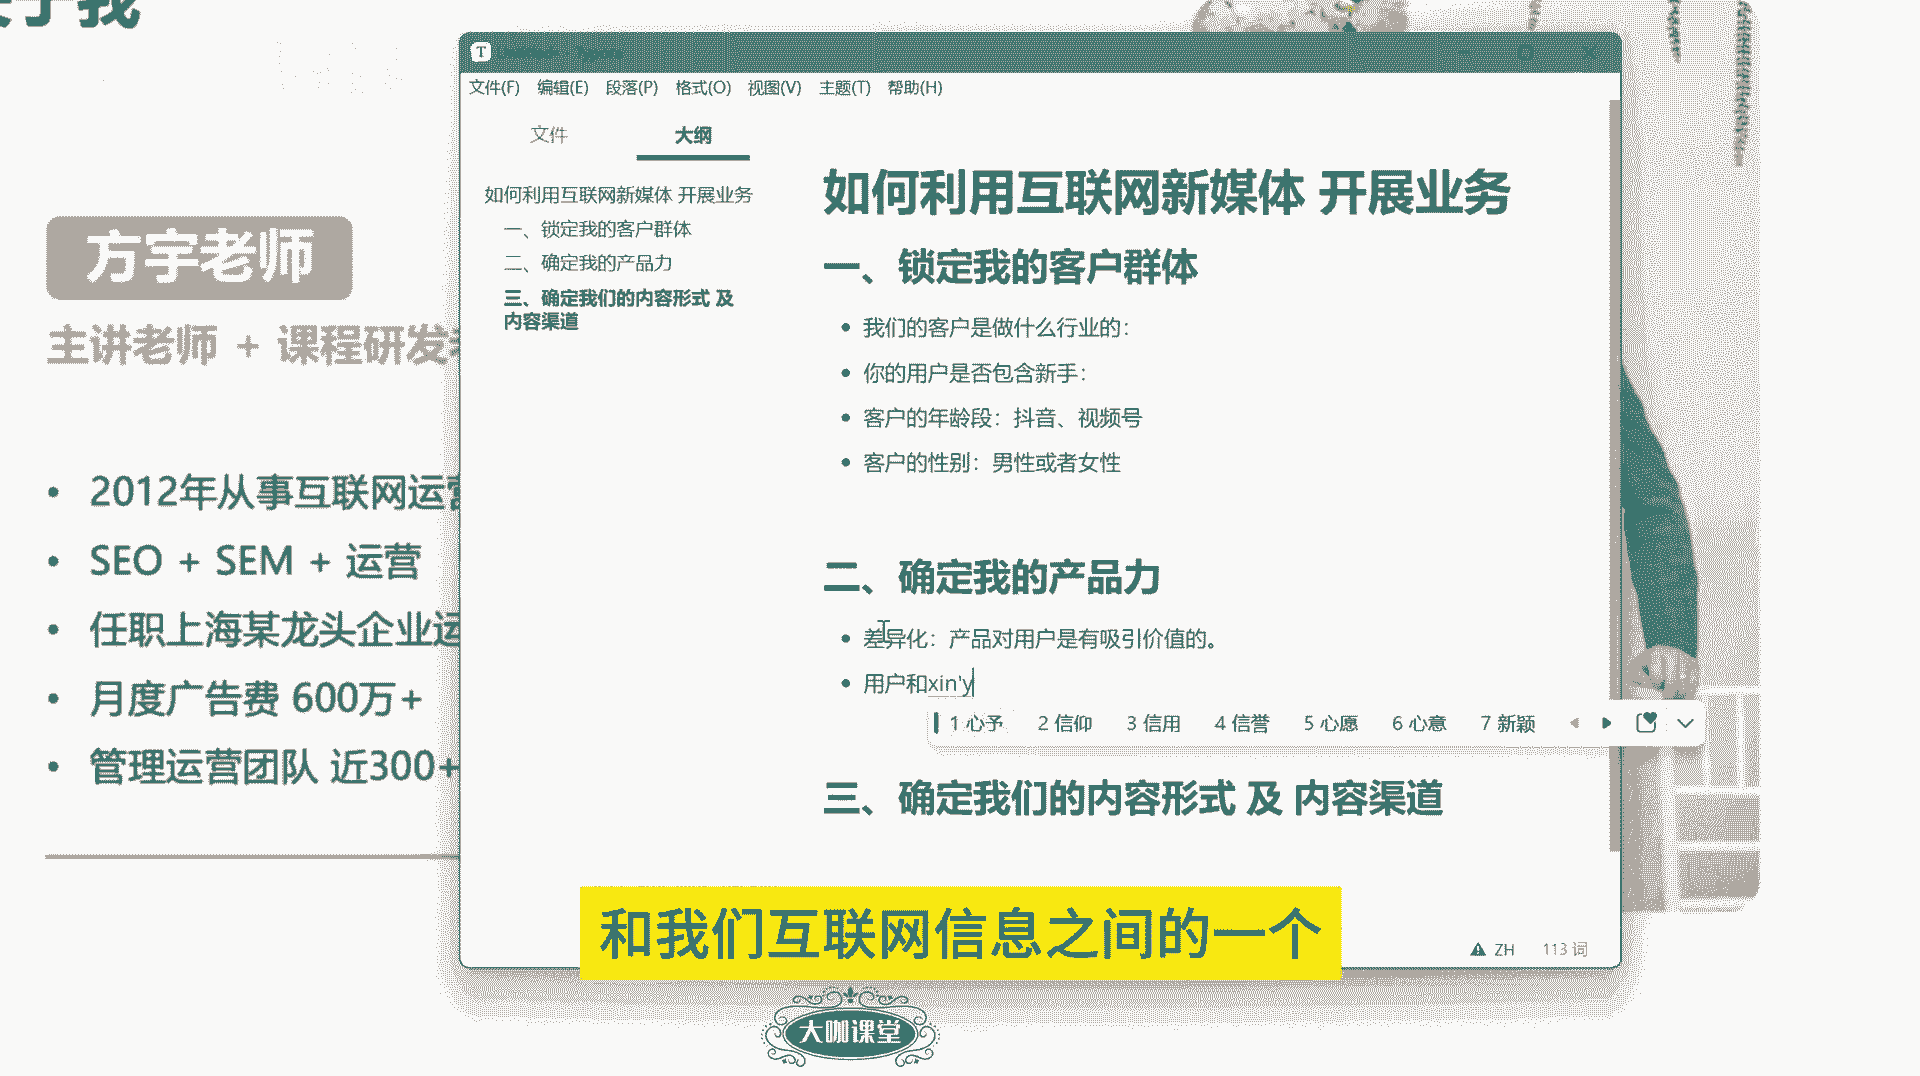 于我
方宇老师
主讲老师 + 课程研发
2012年从事互联网运营
SEO + SEM + 运营
任职上海某龙头企业运
月度广告费 600万+
管理运营团队 近300+
T
文件(F) 编辑(E) 段落(P) 格式(O) 视图(V) 主题(T) 帮助(H)
文件 大纲
如何利用互联网新媒体 开展业务
一、锁定我的客户群体
二、确定我的产品力
三、确定我们的内容形式 及
内容渠道
如何利用互联网新媒体 开展业务
一、锁定我的客户群体
我们的客户是做什么行业的：
你的用户是否包含新手：
客户的年龄段：抖音、视频号
客户的性别：男性或者女性
二、确定我的产品力
差异化：产品对用户是有吸引价值的。
用户和xin'y
1 心予 2 信仰 3 信用 4 信誉 5 心愿 6 心意 7 新颖
三、确定我们的内容形式 及 内容渠道
ZH 113 词
和我们互联网信息之间的一个
大咖课堂